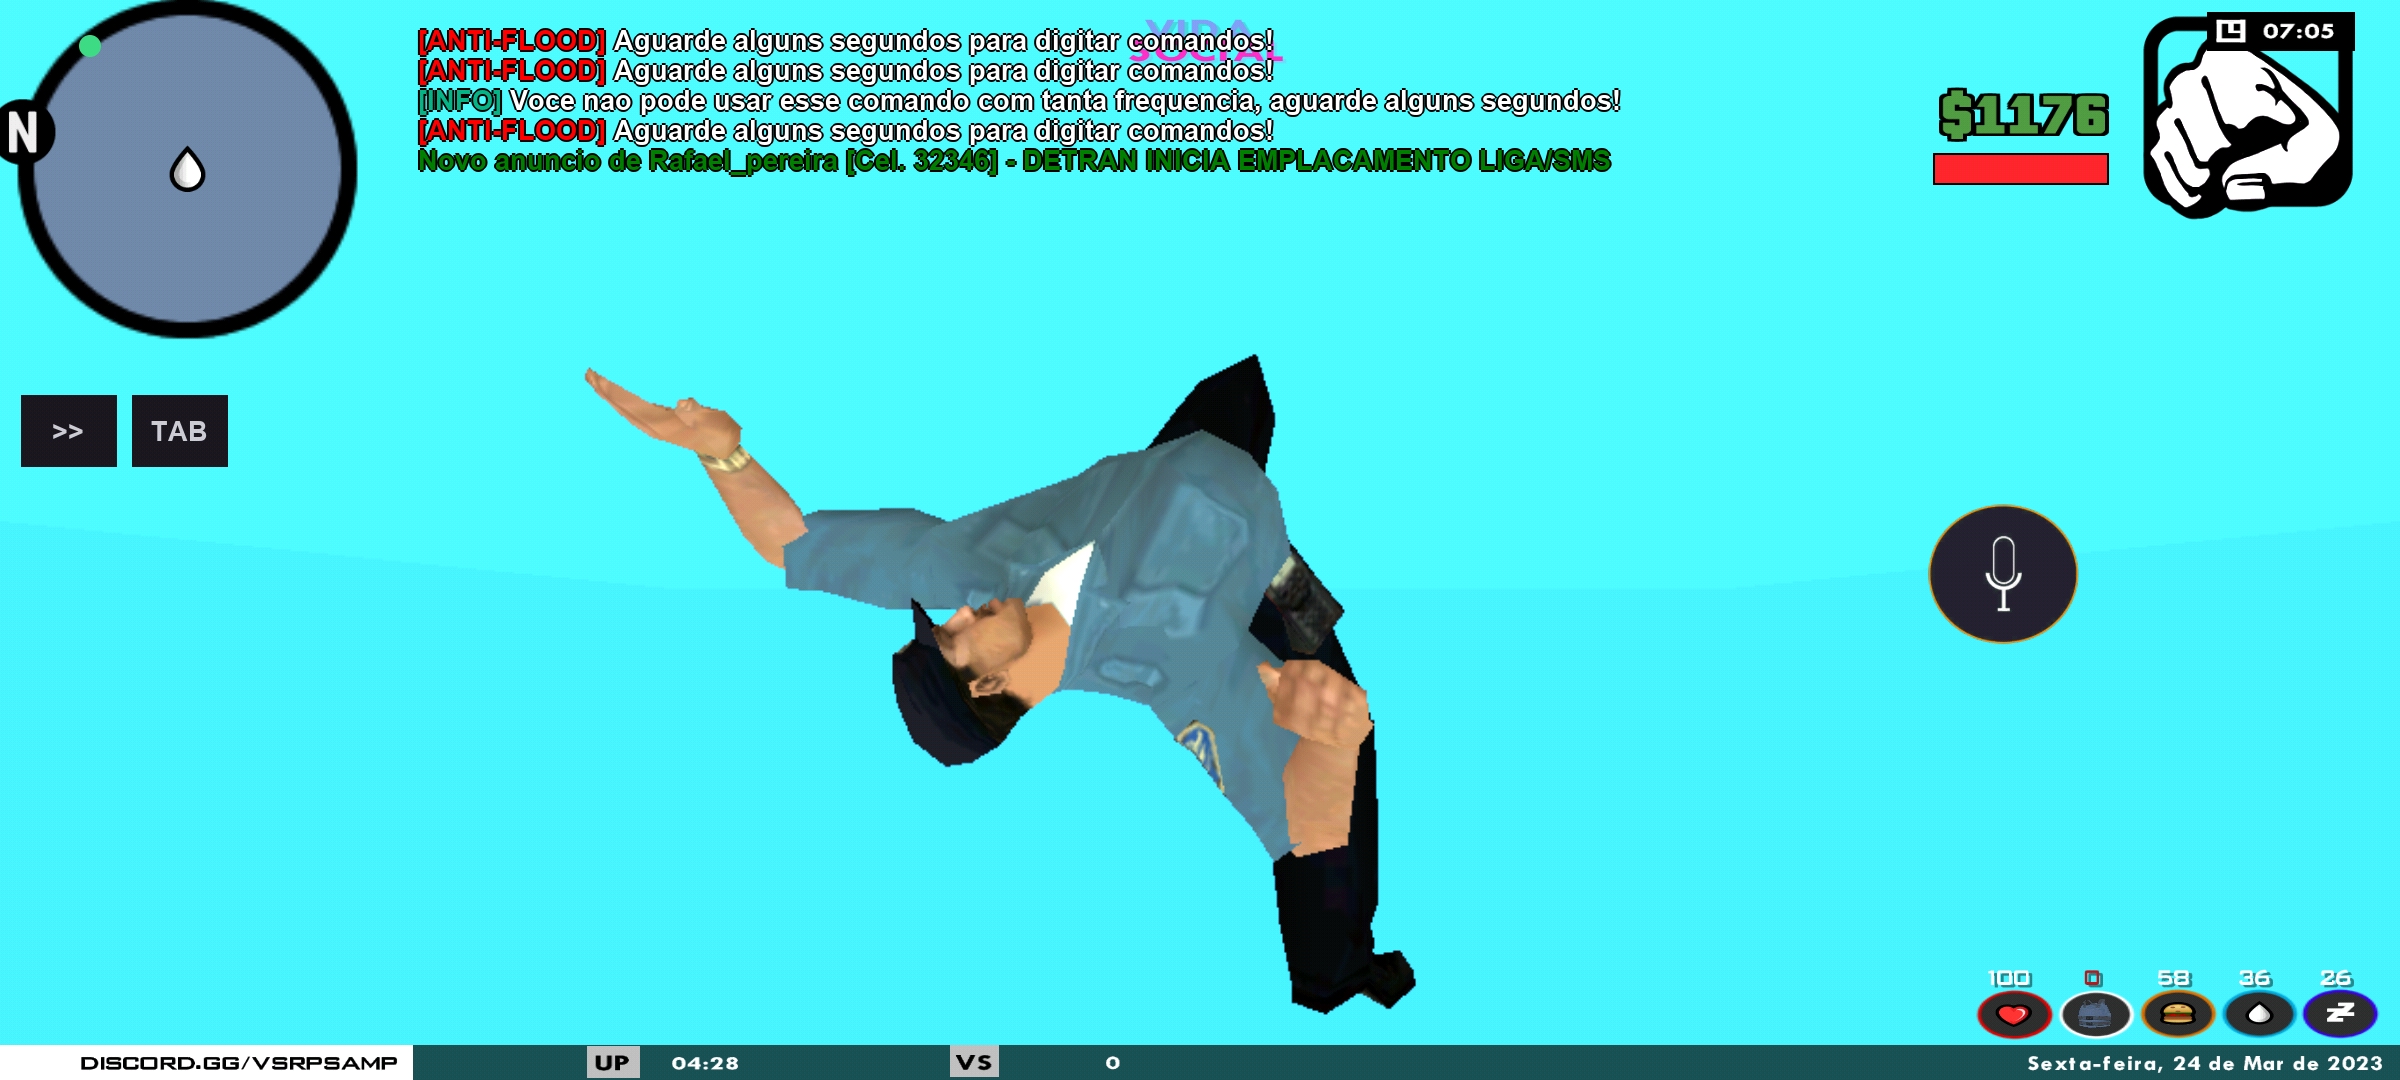 VIDA
SOCIAL
[ANTI-FLOOD] Aguarde alguns segundos para digitar comandos!
[ANTI-FLOOD] Aguarde alguns segundos para digitar comandos!
[INFO] Voce nao pode usar esse comando com tanta frequencia, aguarde alguns segundos!
[ANTI-FLOOD] Aguarde alguns segundos para digitar comandos!
Novo anuncio de Rafael_pereira [Cel. 32346] - DETRAN INICIA EMPLACAMENTO LIGA/SMS
07:05
$1176
N
>> TAB
100 0 58 36 26
DISCORD.GG/VSRPSAMP UP 04:28 VS 0 Sexta-feira, 24 de Mar de 2023